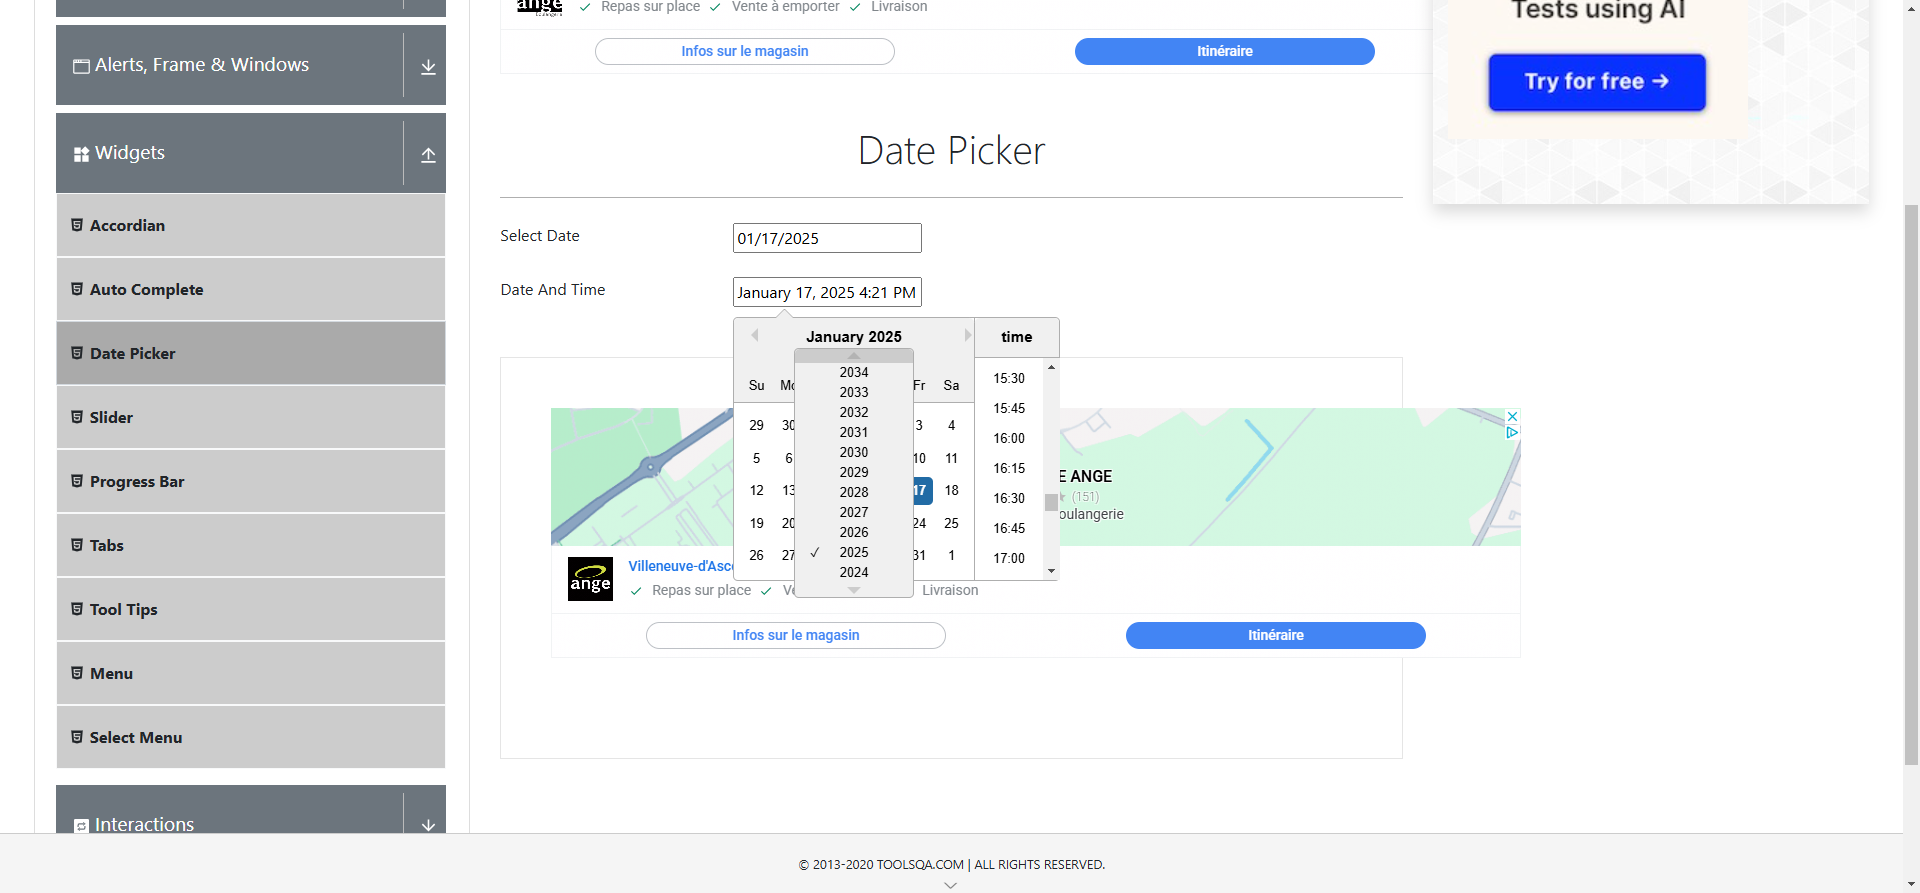 ange
Boulangerie
Repas sur place
Vente à emporter
Livraison
Infos sur le magasin
Itinéraire
Tests using AI
Try for free →
Alerts, Frame & Windows
Widgets
Accordian
Auto Complete
Date Picker
Slider
Progress Bar
Tabs
Tool Tips
Menu
Select Menu
Interactions
Date Picker
Select Date
01/17/2025
Date And Time
January 17, 2025 4:21 PM
January 2025
2034
2033
2032
2031
2030
2029
2028
2027
2026
✓ 2025
2024
Su Mo Fr Sa
29 30 3 4
5 6 10 11
12 13 17 18
19 20 24 25
26 27 31 1
time
15:30
15:45
16:00
16:15
16:30
16:45
17:00
E ANGE
(151)
oulangerie
ange
Villeneuve-d'Asc
Repas sur place
Ve
Livraison
Infos sur le magasin
Itinéraire
© 2013-2020 TOOLSQA.COM | ALL RIGHTS RESERVED.